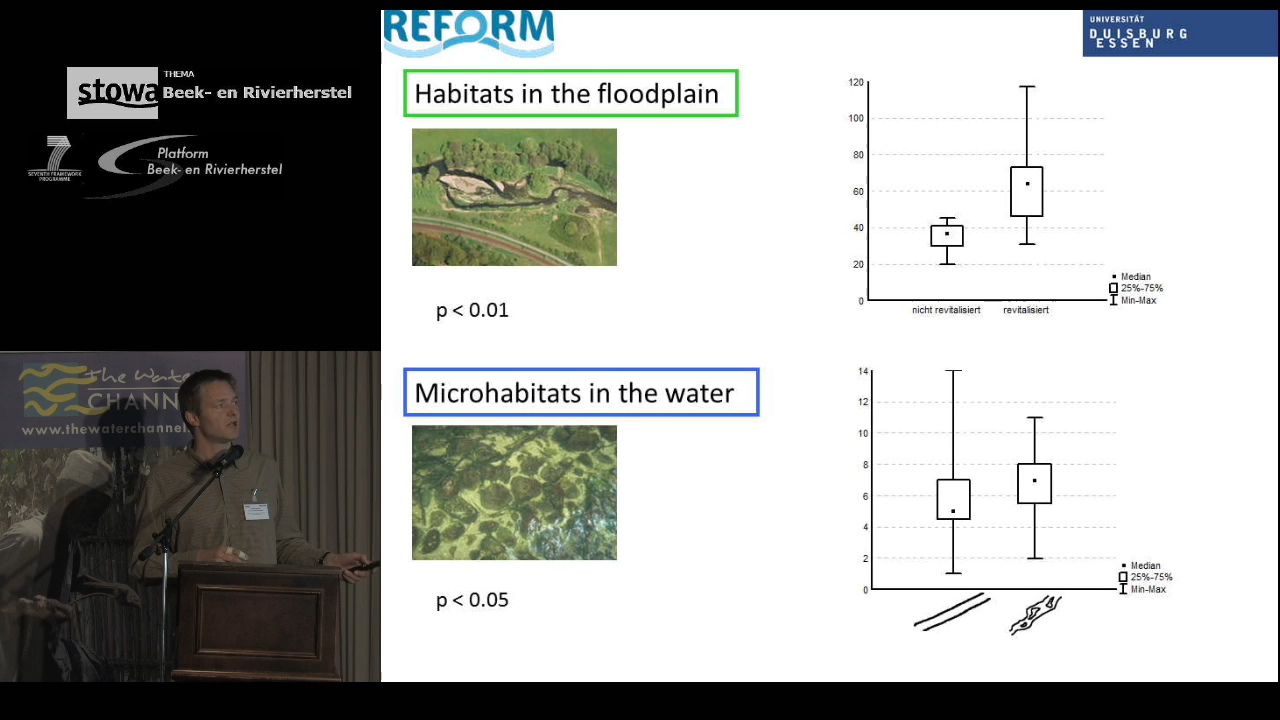 stowa
THEMA
Beek- en Rivierherstel
7
SEVENTH FRAMEWORK
PROGRAMME
Platform
Beek- en Rivierherstel
the Water
CHANN
www.thewaterchannel.
REFORM
UNIVERSITÄT
DUISBURG
ESSEN
Habitats in the floodplain
p < 0.01
120
100
80
60
40
20
0
nicht revitalisiert
revitalisiert
Median
25%-75%
Min-Max
Microhabitats in the water
p < 0.05
14
12
10
8
6
4
2
0
Median
25%-75%
Min-Max